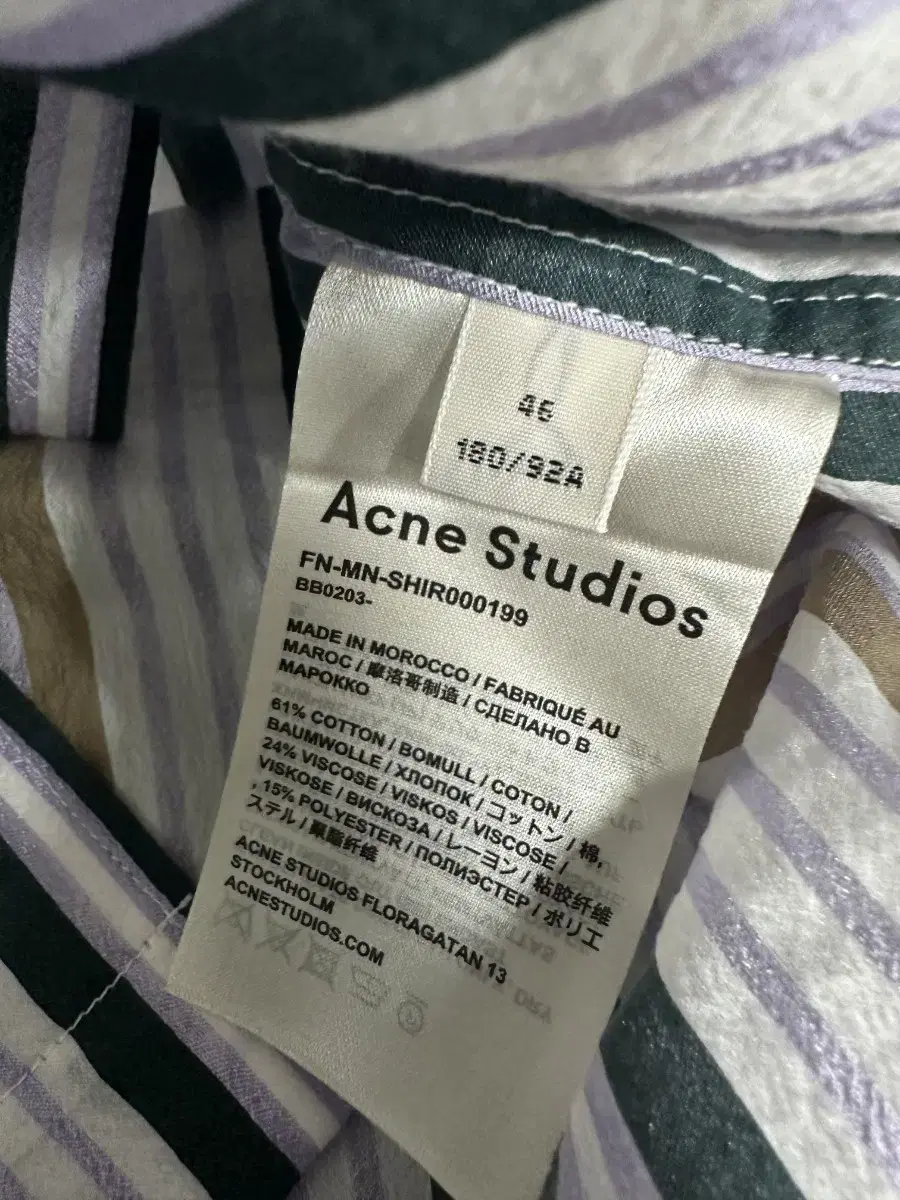 46
180/92A
Acne Studios
FN-MN-SHIR000199
BB0203-
MADE IN MOROCCO / FABRIQUÉ AU
MAROC / 摩洛哥制造 / СДЕЛАНО В
МАРОККО
61% COTTON / BOMULL / COTON /
BAUMWOLLE / ХЛОПОК / コットン / 棉,
24% VISCOSE / VISKOS / VISCOSE /
VISKOSE / ВИСКОЗА / レーヨン / 粘胶纤维
, 15% POLYESTER / ПОЛИЭСТЕР / ポリエ
ステル / 聚酯纤维
ACNE STUDIOS FLORAGATAN 13
STOCKHOLM
ACNESTUDIOS.COM